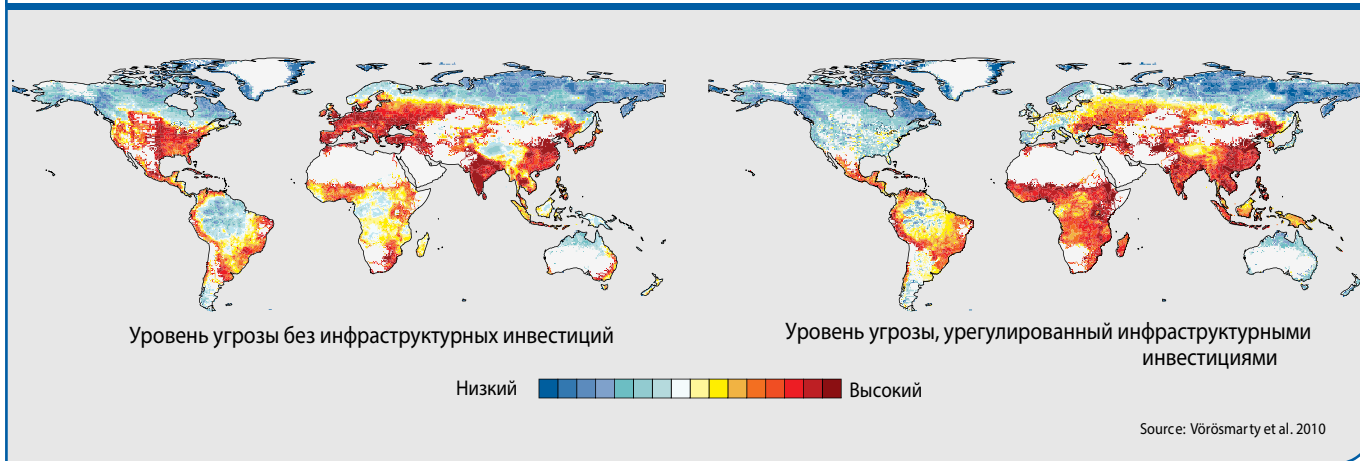 Уровень угрозы без инфраструктурных инвестиций
Уровень угрозы, урегулированный инфраструктурными
инвестициями
Низкий
Высокий
Source: Vörösmarty et al. 2010